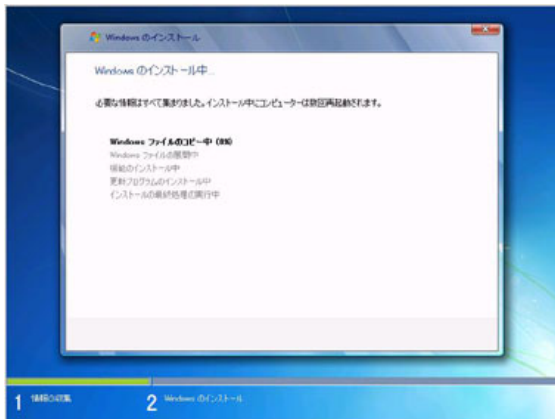 Windows のインストール
Windows のインストール中...
必要な情報はすべて集まりました。インストール中にコンピューターは数回再起動されます。
Windows ファイルのコピー中 (0%)
Windows ファイルの展開中
機能のインストール中
更新プログラムのインストール中
インストールの最終処理の実行中
1 情報の収集
2 Windows のインストール